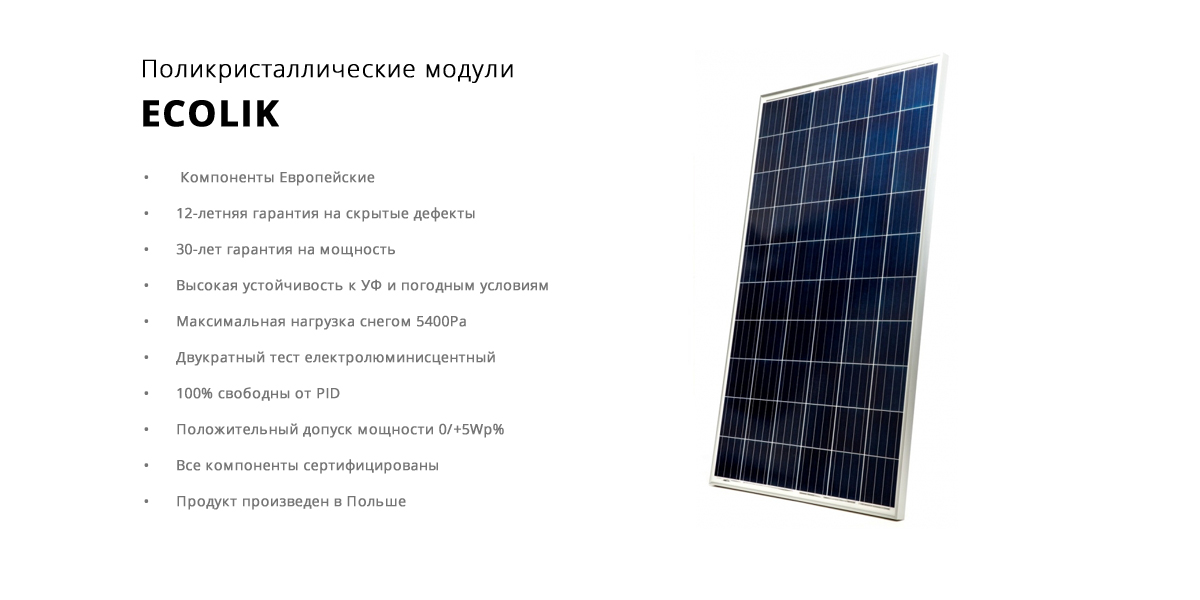 Поликристаллические модули
ECOLIK
• Компоненты Европейские
• 12-летняя гарантия на скрытые дефекты
• 30-лет гарантия на мощность
• Высокая устойчивость к УФ и погодным условиям
• Максимальная нагрузка снегом 5400Pa
• Двукратный тест електролюминисцентный
• 100% свободны от PID
• Положительный допуск мощности 0/+5Wp%
• Все компоненты сертифицированы
• Продукт произведен в Польше